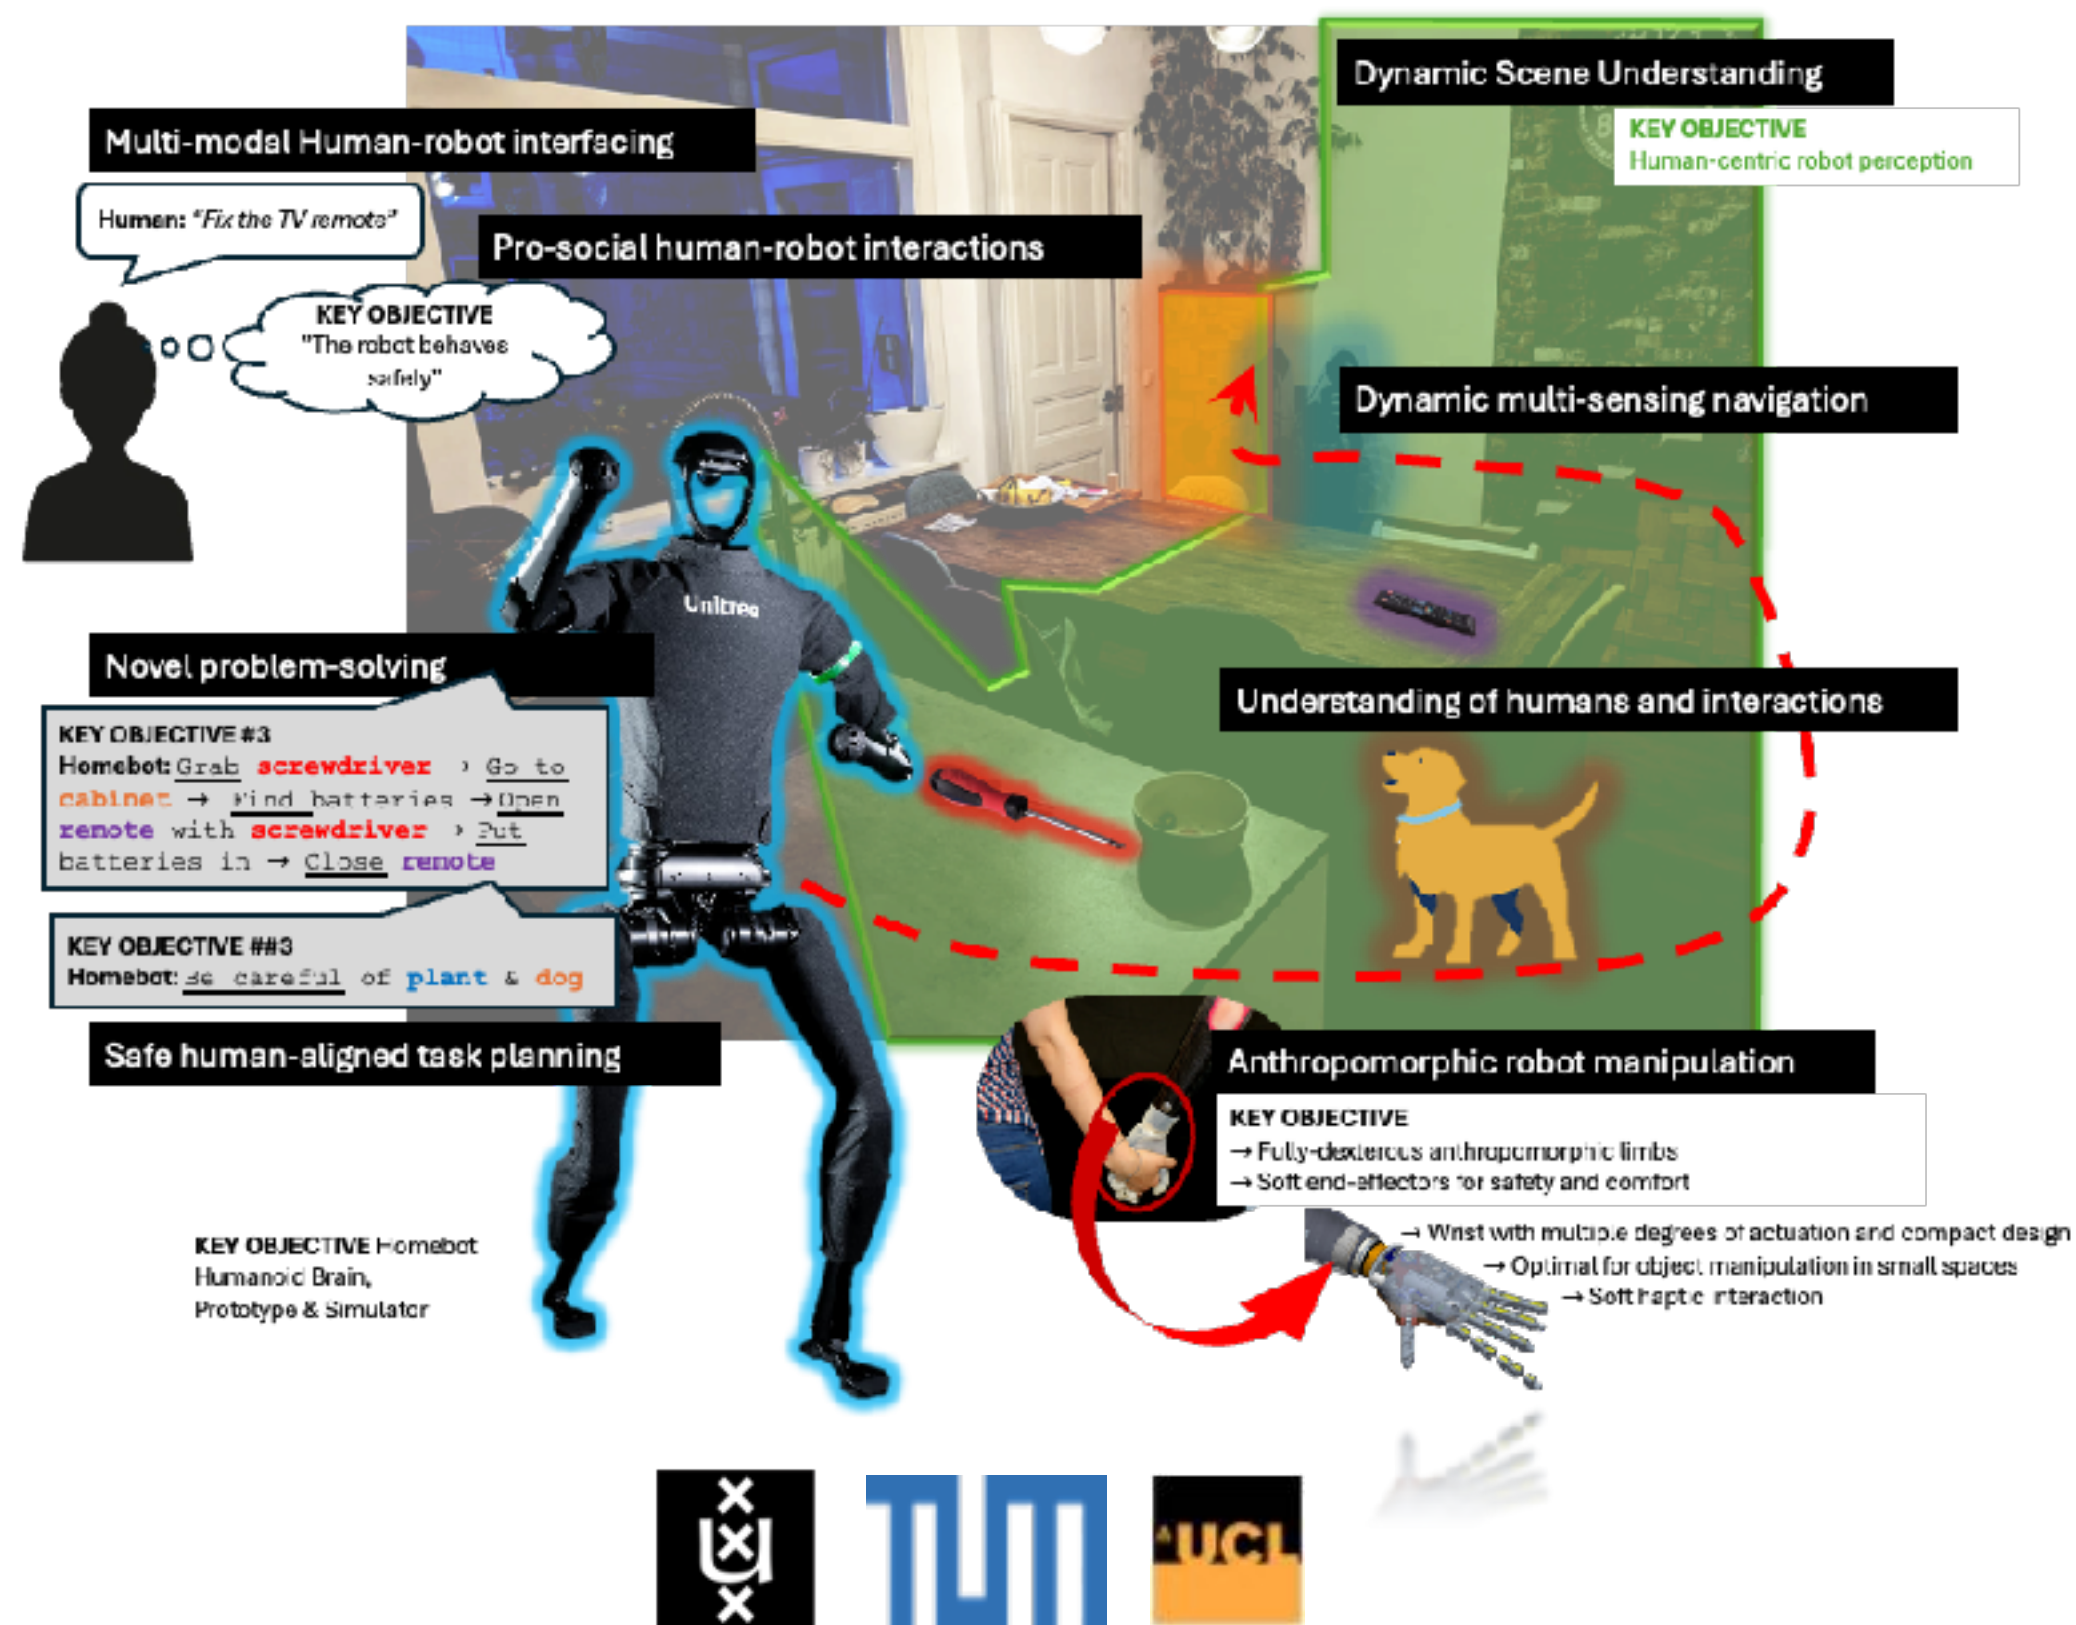 Dynamic Scene Understanding
KEY OBJECTIVE
Human-centric robot perception
Multi-modal Human-robot interfacing
Human: "Fix the TV remote"
Pro-social human-robot interactions
KEY OBJECTIVE
"The robot behaves
safely"
Dynamic multi-sensing navigation
Unitree
Novel problem-solving
KEY OBJECTIVE #3
Homebot: Grab screwdriver → Go to
cabinet → Find batteries → Open
remote with screwdriver → Put
batteries in → Close remote
KEY OBJECTIVE ##3
Homebot: Be careful of plant & dog
Safe human-aligned task planning
Understanding of humans and interactions
Anthropomorphic robot manipulation
KEY OBJECTIVE
→ Fully-dexterous anthropomorphic limbs
→ Soft end-effectors for safety and comfort
→ Wrist with multiple degrees of actuation and compact design
→ Optimal for object manipulation in small spaces
→ Soft haptic interaction
KEY OBJECTIVE Homebot
Humanoid Brain,
Prototype & Simulator
TUM
UCL